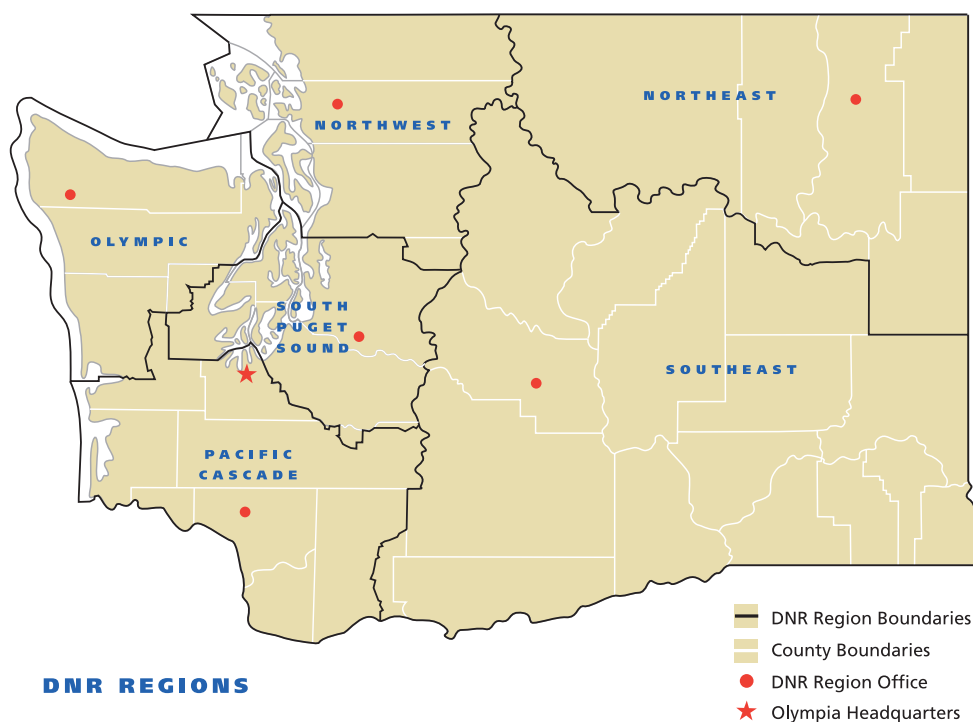 NORTHEAST
NORTHWEST
OLYMPIC
SOUTH
PUGET
SOUND
SOUTHEAST
PACIFIC
CASCADE
DNR Region Boundaries
County Boundaries
DNR Region Office
Olympia Headquarters
DNR REGIONS